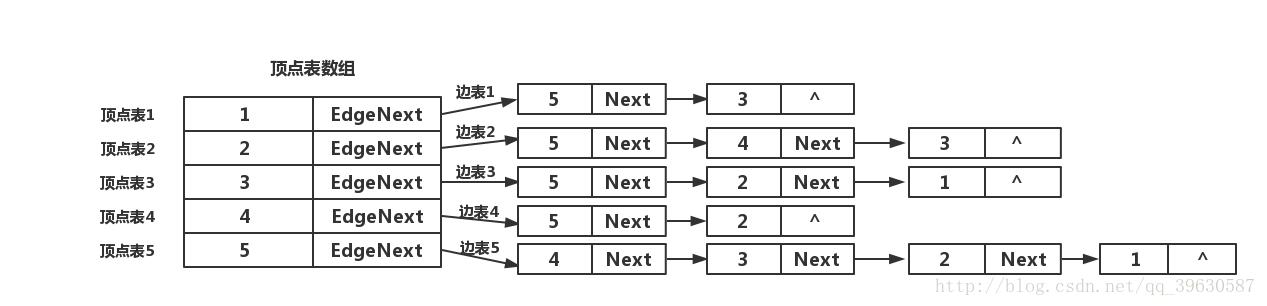 顶点表数组
顶点表1 1 EdgeNext 边表1 5 Next 3 ^
顶点表2 2 EdgeNext 边表2 5 Next 4 Next 3 ^
顶点表3 3 EdgeNext 边表3 5 Next 2 Next 1 ^
顶点表4 4 EdgeNext 边表4 5 Next 2 ^
顶点表5 5 EdgeNext 边表5 4 Next 3 Next 2 Next 1 ^
http://blog.csdn.net/qq_39630587